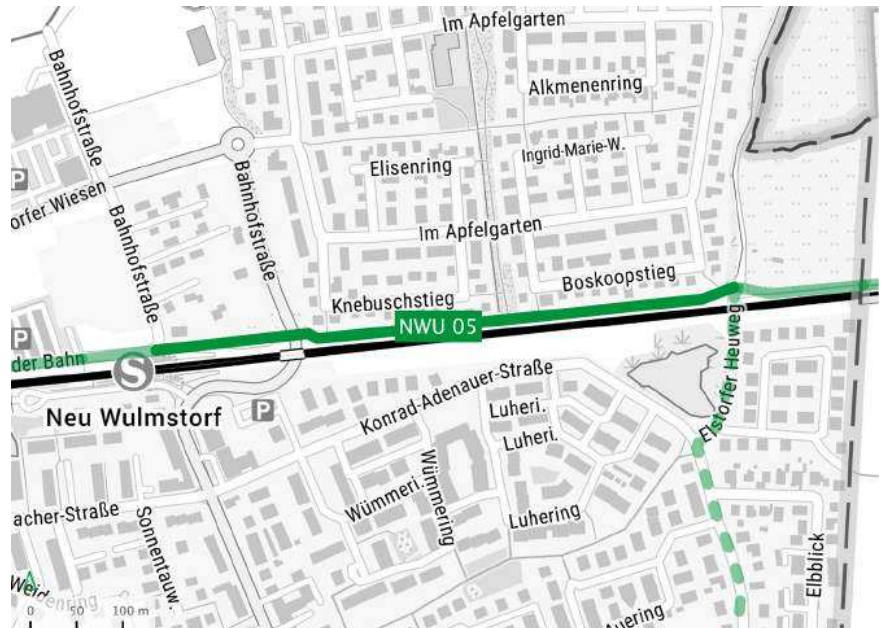 Im Apfelgarten
Bahnhofstraße
Alkmenenring
Ingrid-Marie-W.
Elisenring
P
orfer Wiesen
Bahnhofstraße
Bahnhofstraße
Im Apfelgarten
Boskoopstieg
Knebuschstieg
NWU 05
P
der Bahn
S
Neu Wulmstorf
P
Konrad-Adenauer-Straße
Elstorfer Heuweg
Luheri.
Luheri.
Wümmering
Wümmeri.
Luhering
acher-Straße
Sonnentauw.
Elbblick
Weidenring
Auering
0 50 100 m